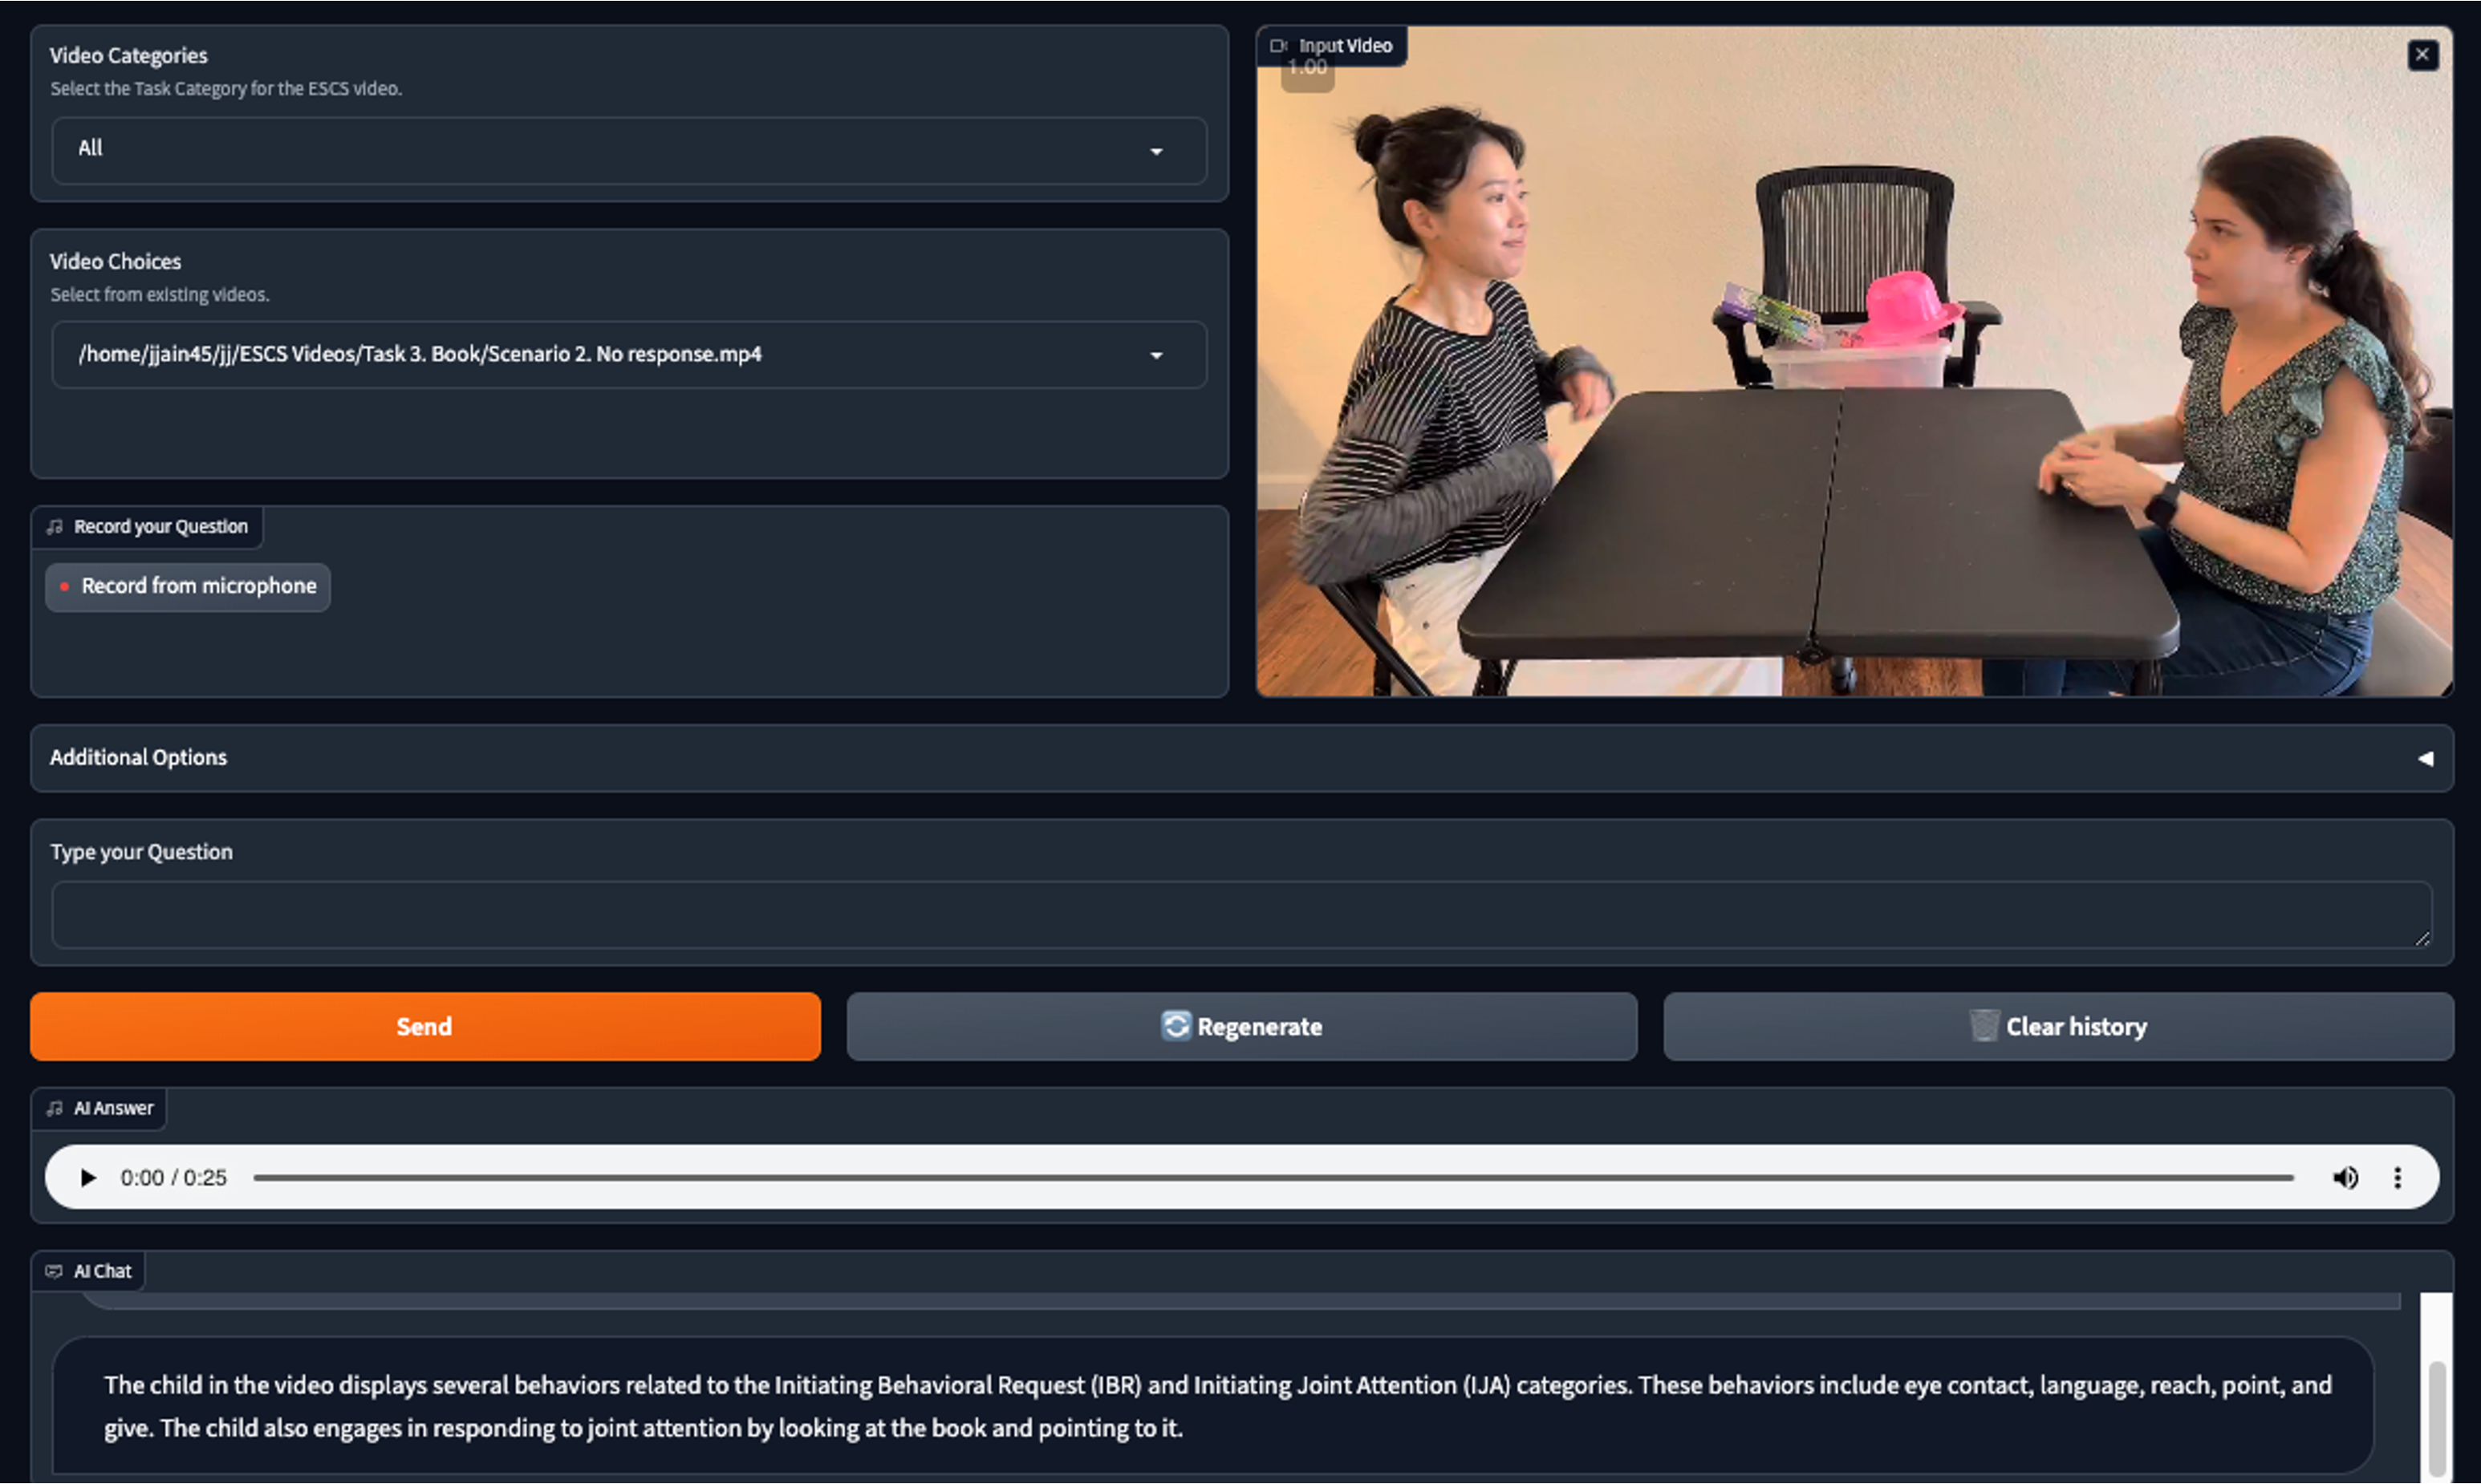 Video Categories
Select the Task Category for the ESCS video.
All
Video Choices
Select from existing videos.
/home/jjain45/jj/ESCS Videos/Task 3. Book/Scenario 2. No response.mp4
Record your Question
Record from microphone
Input Video
1.00
Additional Options
Type your Question
Send
Regenerate
Clear history
AI Answer
0:00 / 0:25
AI Chat
The child in the video displays several behaviors related to the Initiating Behavioral Request (IBR) and Initiating Joint Attention (IJA) categories. These behaviors include eye contact, language, reach, point, and
give. The child also engages in responding to joint attention by looking at the book and pointing to it.